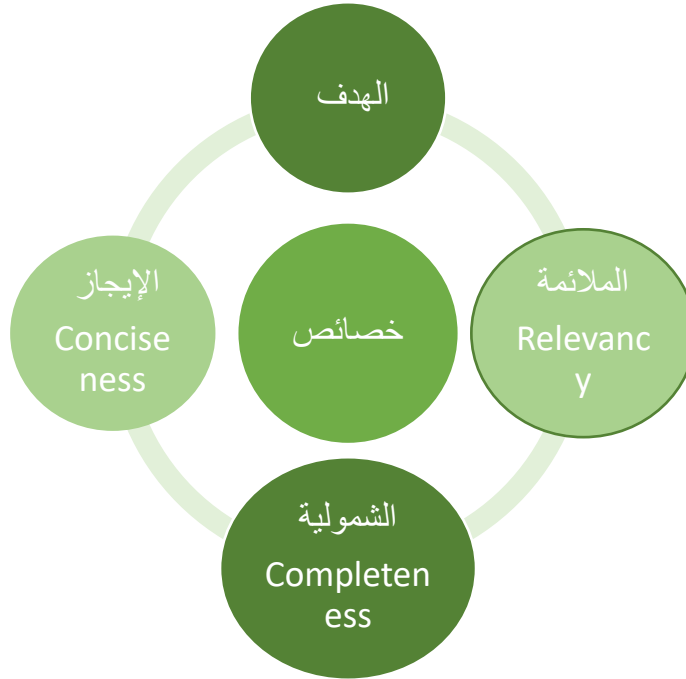 الهدف
الملائمة
Relevanc
y
خصائص
الإيجاز
Concise
ness
الشمولية
Completen
ess